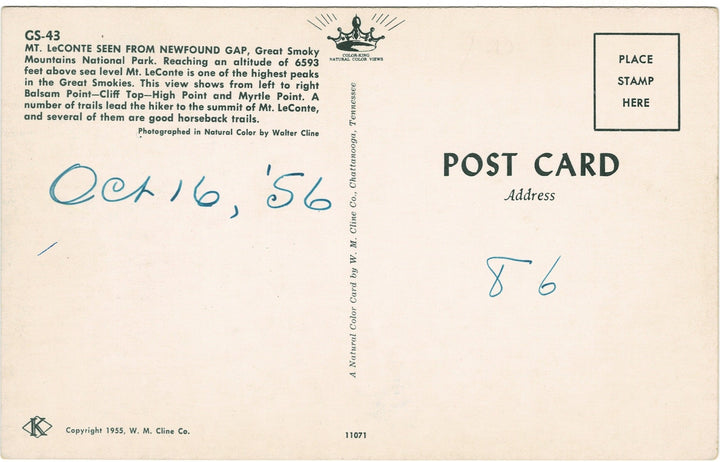 GS-43
MT. LeCONTE SEEN FROM NEWFOUND GAP, Great Smoky
Mountains National Park. Reaching an altitude of 6593
feet above sea level Mt. LeConte is one of the highest peaks
in the Great Smokies. This view shows from left to right
Balsam Point—Cliff Top—High Point and Myrtle Point. A
number of trails lead the hiker to the summit of Mt. LeConte,
and several of them are good horseback trails.
Photographed in Natural Color by Walter Cline
Oct 16, '56
K
Copyright 1955, W. M. Cline Co.
COLOR-KING
NATURAL COLOR VIEWS
A Natural Color Card by W. M. Cline Co., Chattanooga, Tennessee
11071
PLACE
STAMP
HERE
POST CARD
Address
86